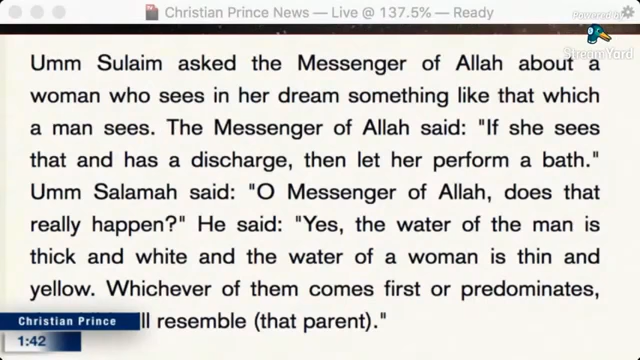 Christian Prince News — Live @ 137.5% — Ready
Powered by
Stream Yard
Umm Sulaim asked the Messenger of Allah about a
woman who sees in her dream something like that which
a man sees. The Messenger of Allah said: "If she sees
that and has a discharge, then let her perform a bath."
Umm Salamah said: "O Messenger of Allah, does that
really happen?" He said: "Yes, the water of the man is
thick and white and the water of a woman is thin and
yellow. Whichever of them comes first or predominates,
resemble (that parent)."
Christian Prince
1:42